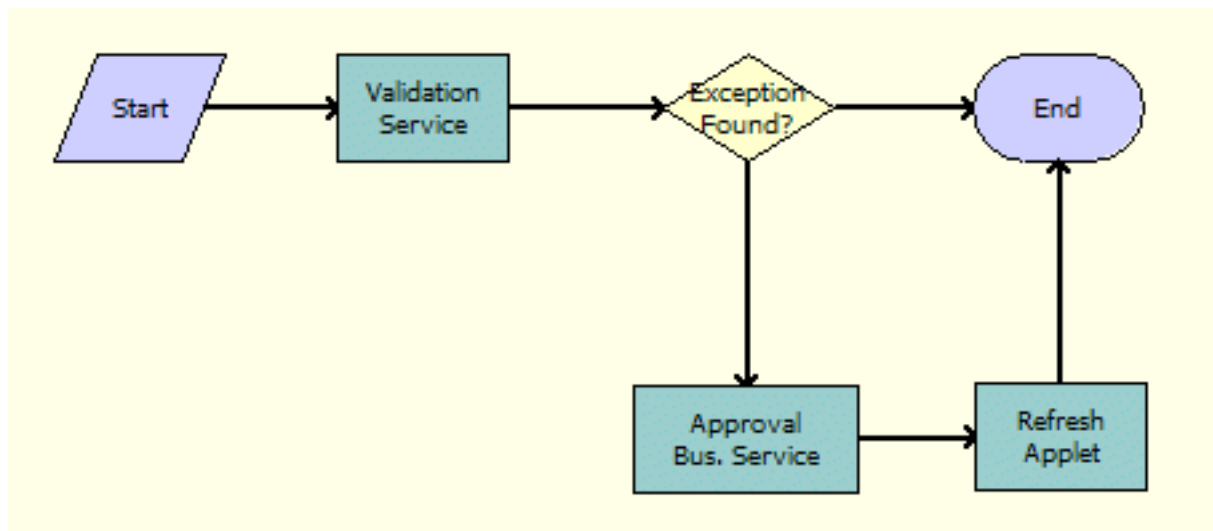 Start
Validation
Service
Exception
Found?
End
Approval
Bus. Service
Refresh
Applet